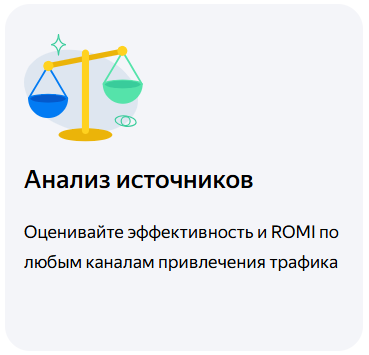 Анализ источников
Оценивайте эффективность и ROMI по
любым каналам привлечения трафика